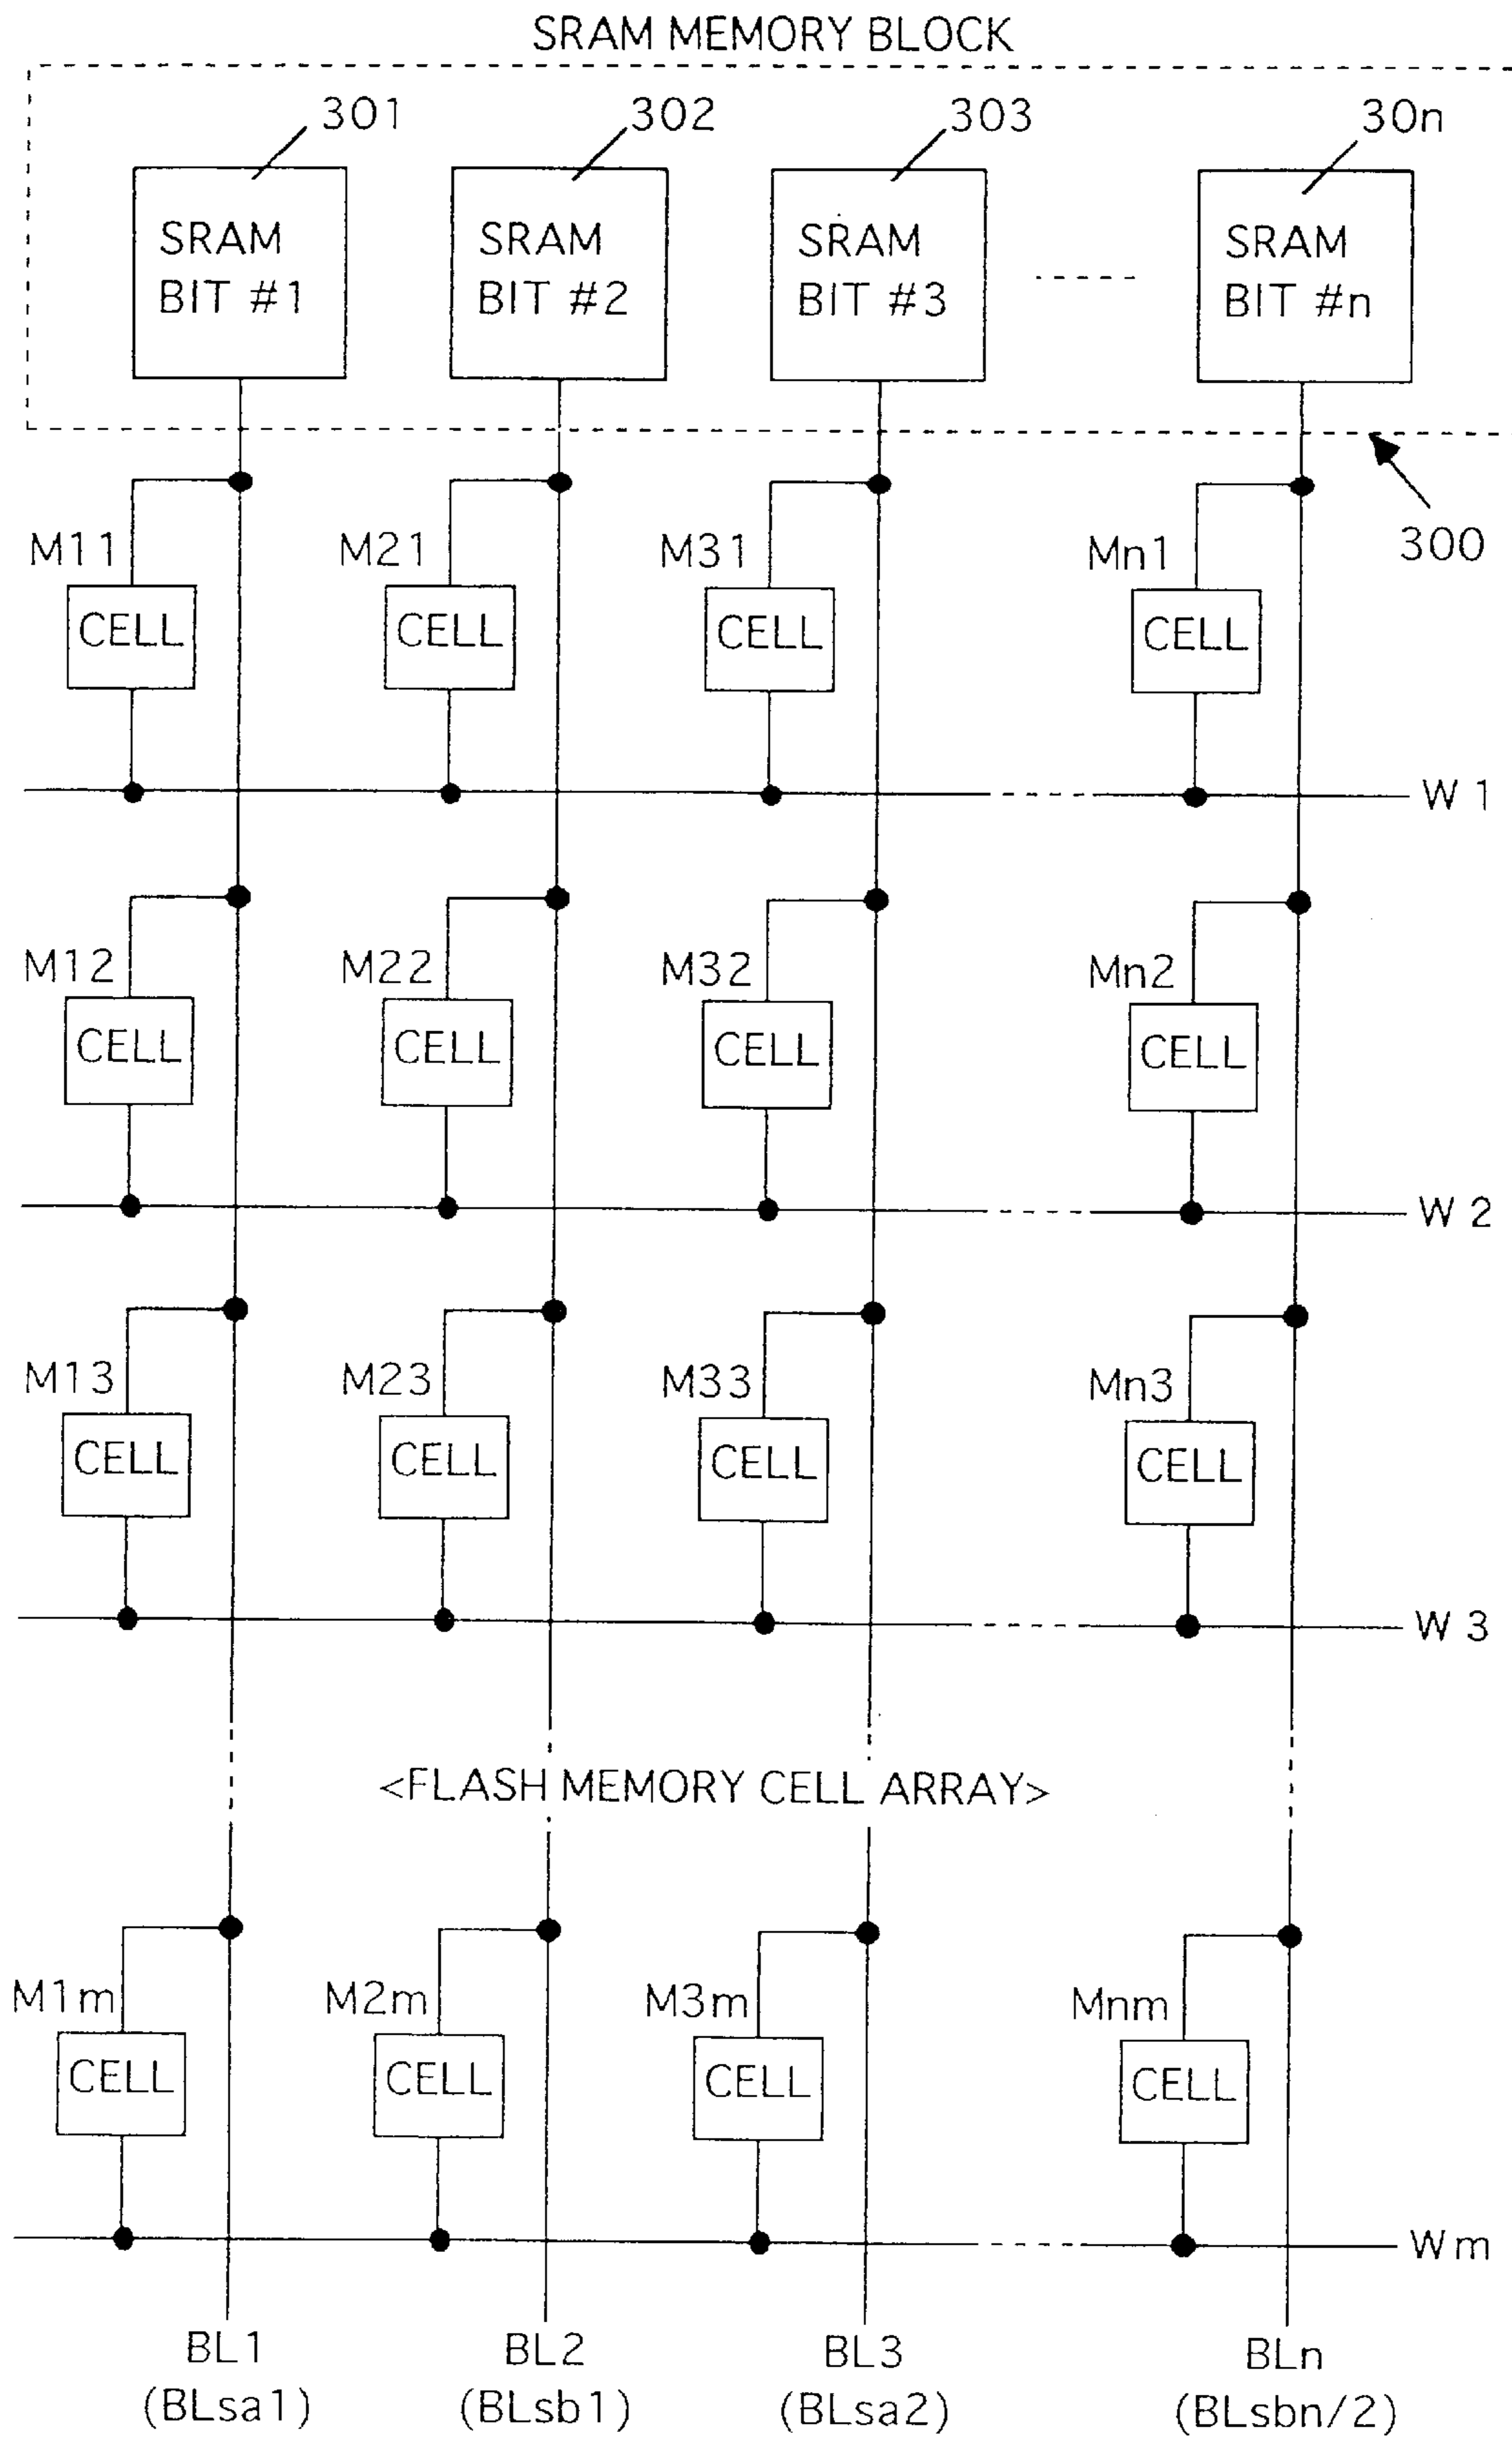 SRAM MEMORY BLOCK
301 302 303 30n
SRAM BIT #1
SRAM BIT #2
SRAM BIT #3
SRAM BIT #n
300
M11 M21 M31 Mn1
CELL CELL CELL CELL
W 1
M12 M22 M32 Mn2
CELL CELL CELL CELL
W 2
M13 M23 M33 Mn3
CELL CELL CELL CELL
W 3
<FLASH MEMORY CELL ARRAY>
M1m M2m M3m Mnm
CELL CELL CELL CELL
Wm
BL1 BL2 BL3 BLn
(BLsa1) (BLsb1) (BLsa2) (BLsbn/2)